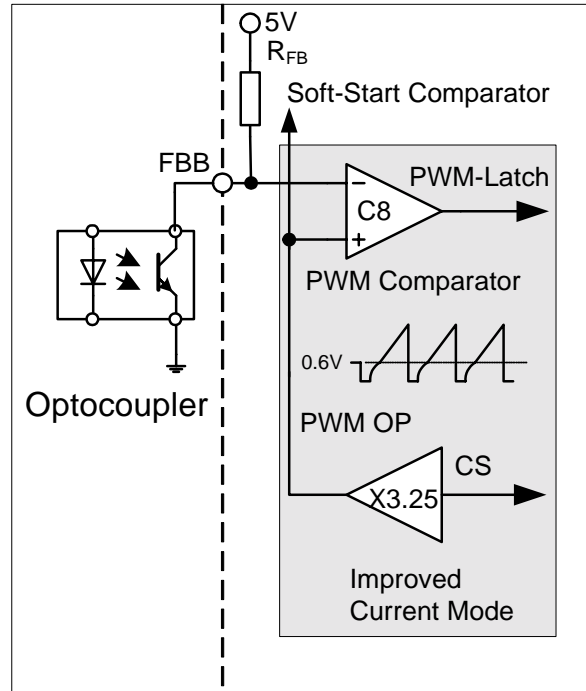 5V
RFB
Soft-Start Comparator
FBB
PWM-Latch
C8
PWM Comparator
0.6V
Optocoupler
PWM OP
CS
X3.25
Improved
Current Mode